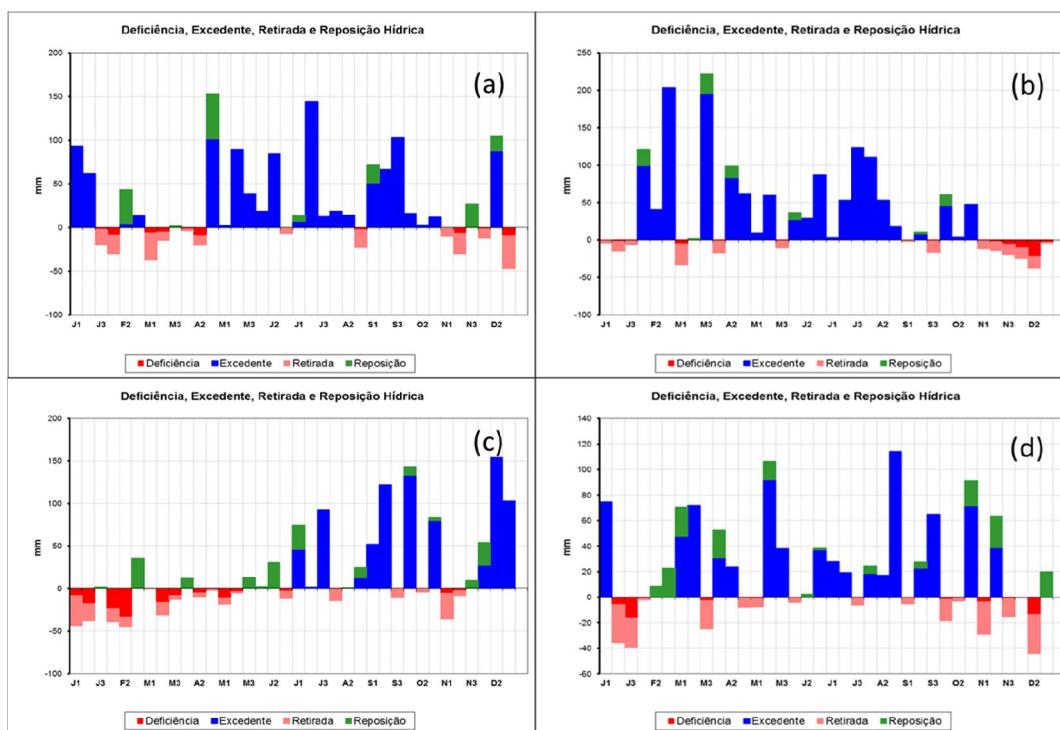 Deficiência, Excedente, Retirada e Reposição Hídrica
(a)
200
150
100
50
0
-50
-100
mm
J1 J3 F2 M1 M3 A2 M1 M3 J2 J1 J3 A2 S1 S3 O2 N1 N3 D2
Deficiência Excedente Retirada Reposição
Deficiência, Excedente, Retirada e Reposição Hídrica
(b)
250
200
150
100
50
0
-50
-100
mm
J1 J3 F2 M1 M3 A2 M1 M3 J2 J1 J3 A2 S1 S3 O2 N1 N3 D2
Deficiência Excedente Retirada Reposição
Deficiência, Excedente, Retirada e Reposição Hídrica
(c)
200
150
100
50
0
-50
-100
mm
J1 J3 F2 M1 M3 A2 M1 M3 J2 J1 J3 A2 S1 S3 O2 N1 N3 D2
Deficiência Excedente Retirada Reposição
Deficiência, Excedente, Retirada e Reposição Hídrica
(d)
140
120
100
80
60
40
20
0
-20
-40
-60
mm
J1 J3 F2 M1 M3 A2 M1 M3 J2 J1 J3 A2 S1 S3 O2 N1 N3 D2
Deficiência Excedente Retirada Reposição